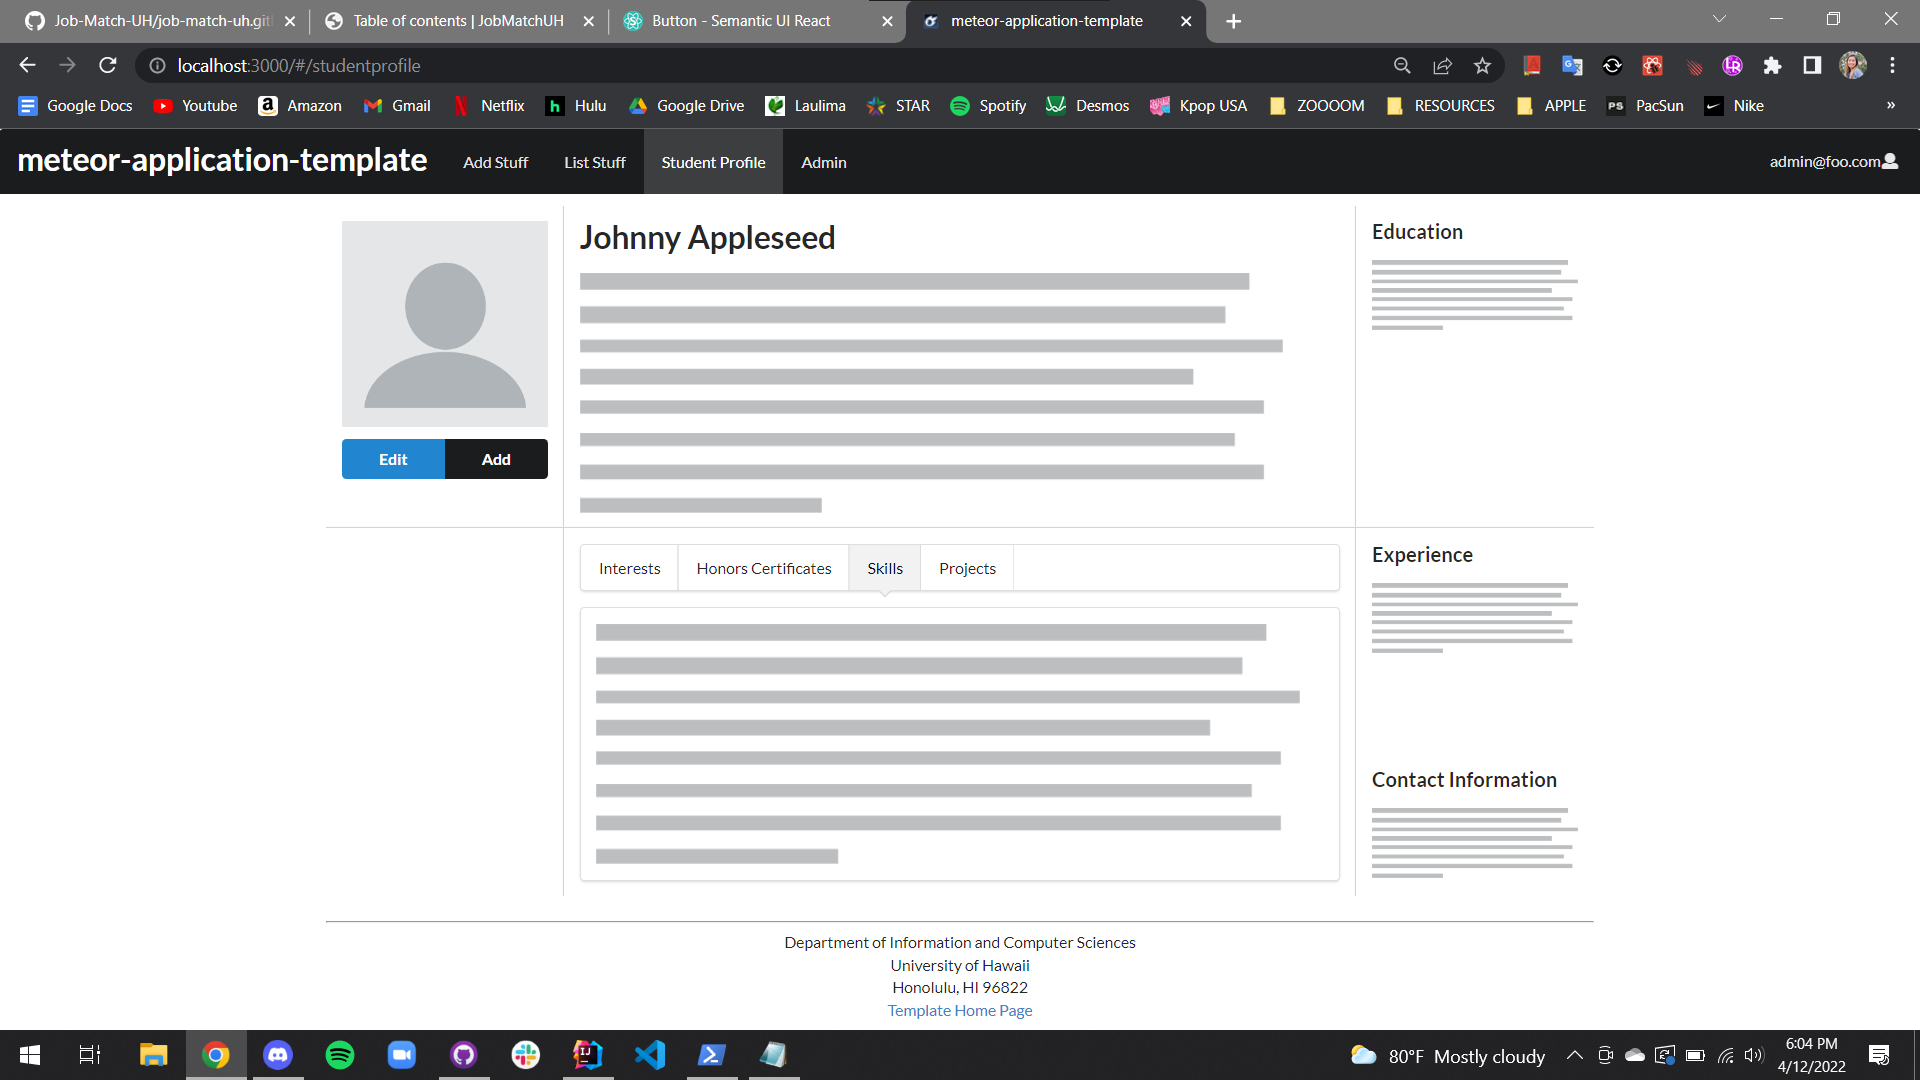 Job-Match-UH/job-match-uh.gitl
Table of contents | JobMatchUH
Button - Semantic UI React
meteor-application-template
localhost:3000/#/studentprofile
Google Docs
Youtube
Amazon
Gmail
Netflix
Hulu
Google Drive
Laulima
STAR
Spotify
Desmos
Kpop USA
ZOOOOM
RESOURCES
APPLE
PacSun
Nike
»
meteor-application-template
Add Stuff
List Stuff
Student Profile
Admin
admin@foo.com
Johnny Appleseed
Education
Edit
Add
Interests
Honors Certificates
Skills
Projects
Experience
Contact Information
Department of Information and Computer Sciences
University of Hawaii
Honolulu, HI 96822
Template Home Page
80°F Mostly cloudy
6:04 PM
4/12/2022